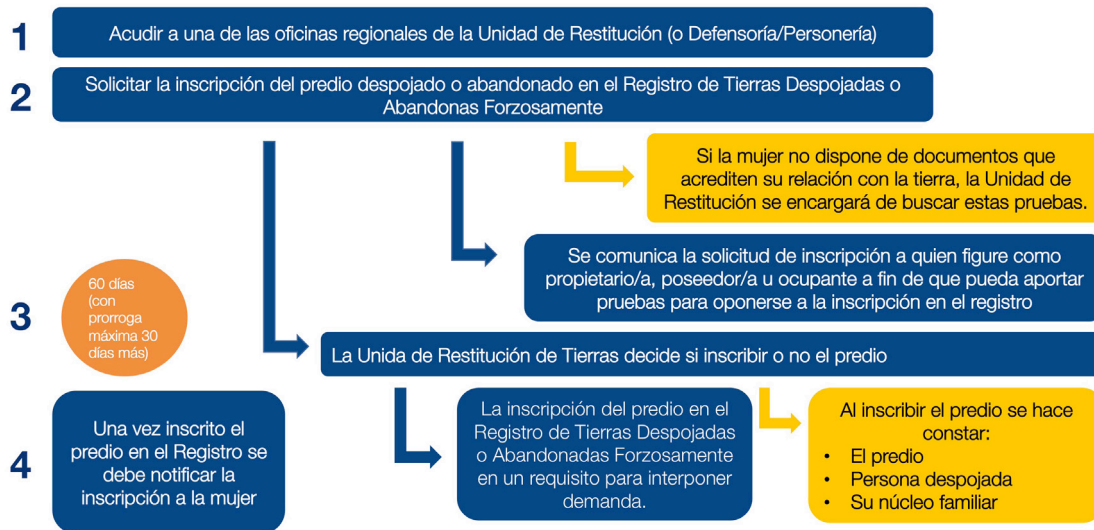 1
Acudir a una de las oficinas regionales de la Unidad de Restitución (o Defensoría/Personería)
2
Solicitar la inscripción del predio despojado o abandonado en el Registro de Tierras Despojadas o
Abandonas Forzosamente
Si la mujer no dispone de documentos que
acrediten su relación con la tierra, la Unidad de
Restitución se encargará de buscar estas pruebas.
Se comunica la solicitud de inscripción a quien figure como
propietario/a, poseedor/a u ocupante a fin de que pueda aportar
pruebas para oponerse a la inscripción en el registro
3
60 días
(con
prorroga
máxima 30
días más)
La Unida de Restitución de Tierras decide si inscribir o no el predio
4
Una vez inscrito el
predio en el Registro se
debe notificar la
inscripción a la mujer
La inscripción del predio en el
Registro de Tierras Despojadas
o Abandonadas Forzosamente
en un requisito para interponer
demanda.
Al inscribir el predio se hace
constar:
• El predio
• Persona despojada
• Su núcleo familiar